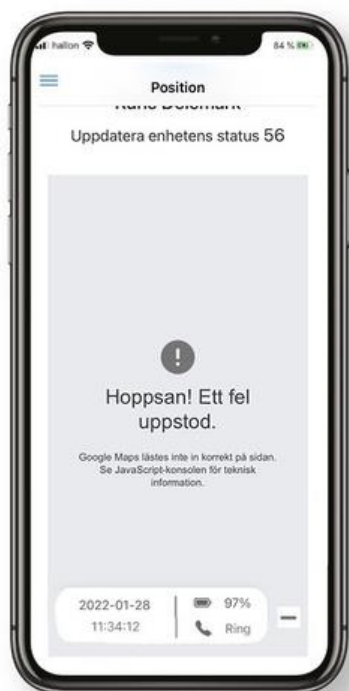 hallon
84 %
Position
Uppdatera enhetens status 56
Hoppsan! Ett fel
uppstod.
Google Maps lästes inte in korrekt på sidan.
Se JavaScript-konsolen för teknisk
information.
2022-01-28
97%
11:34:12
Ring